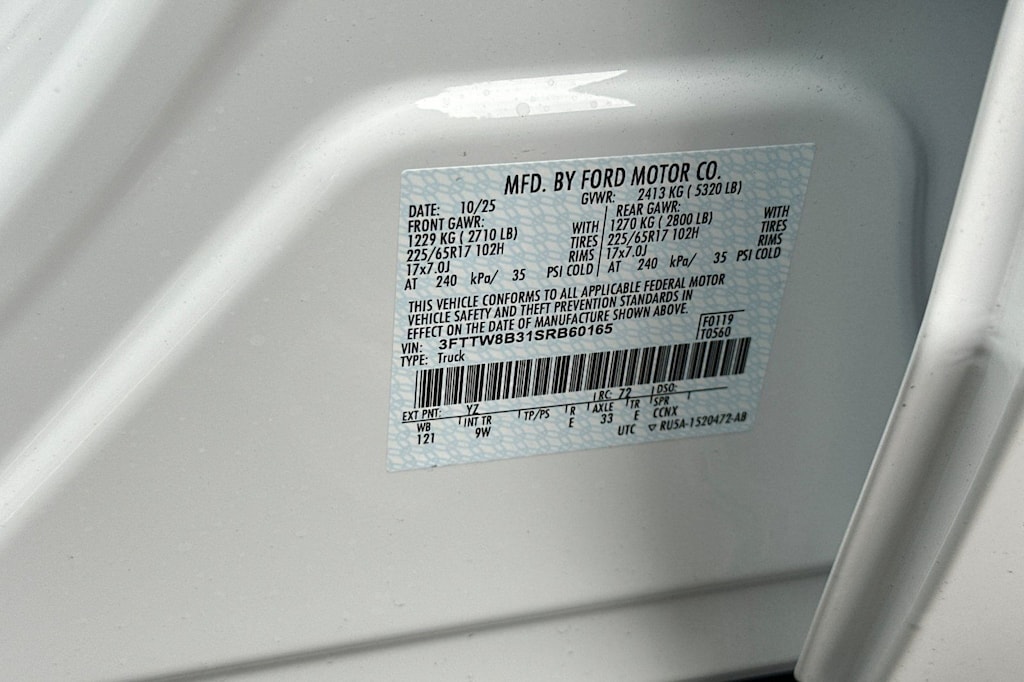 MFD. BY FORD MOTOR CO.
DATE: 10/25 GVWR: 2413 KG ( 5320 LB)
FRONT GAWR: REAR GAWR:
1229 KG ( 2710 LB) WITH 1270 KG ( 2800 LB) WITH
225/65R17 102H TIRES 225/65R17 102H TIRES
17x7.0J RIMS 17x7.0J RIMS
AT 240 kPa/ 35 PSI COLD AT 240 kPa/ 35 PSI COLD
THIS VEHICLE CONFORMS TO ALL APPLICABLE FEDERAL MOTOR
VEHICLE SAFETY AND THEFT PREVENTION STANDARDS IN
EFFECT ON THE DATE OF MANUFACTURE SHOWN ABOVE.
VIN: 3FTTW8B31SRB60165 F0119
TYPE: Truck T0560
EXT PNT: YZ RC: 72 DSO:
WB INT TR TP/PS R AXLE TR SPR
121 9W E 33 E CCNX
UTC ▽ RU5A-1520472-AB